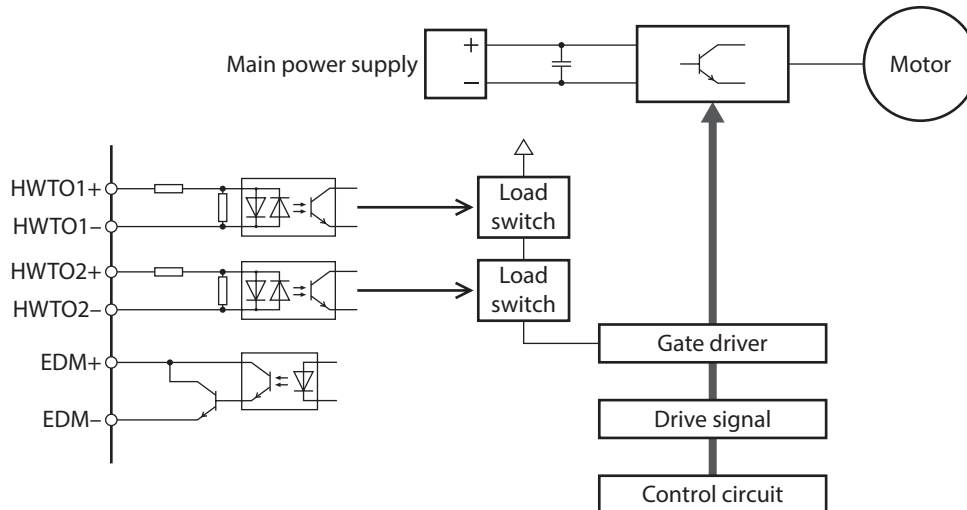 Main power supply
+
−
Motor
HWTO1+
HWTO1−
HWTO2+
HWTO2−
EDM+
EDM−
Load
switch
Load
switch
Gate driver
Drive signal
Control circuit